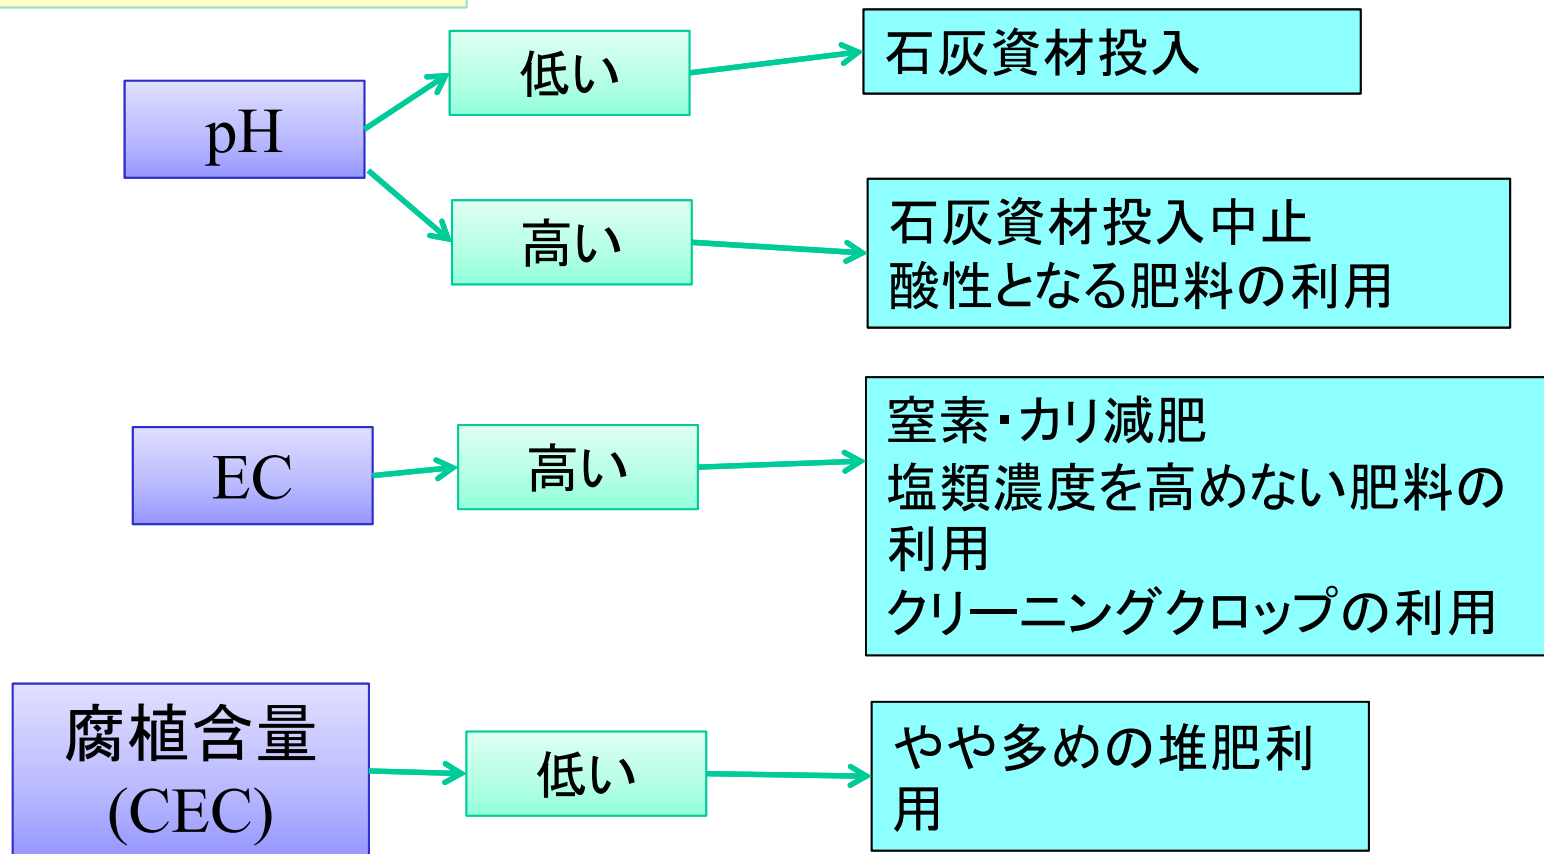 pH
低い
石灰資材投入
高い
石灰資材投入中止
酸性となる肥料の利用
EC
高い
窒素・カリ減肥
塩類濃度を高めない肥料の
利用
クリーニングクロップの利用
腐植含量
(CEC)
低い
やや多めの堆肥利
用